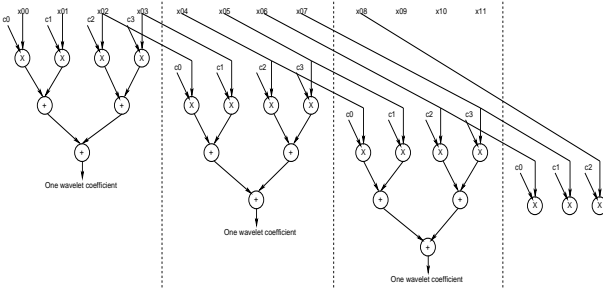 x00 x01 x02 x03 x04 x05 x06 x07 x08 x09 x10 x11
c0 c1 c2 c3
X X X X
c0 c1 c2 c3
+ + X X X X
c0 c1 c2 c3
+ + + X X X X
One wavelet coefficient
c0 c1 c2
+ + + X X X
One wavelet coefficient
+
One wavelet coefficient